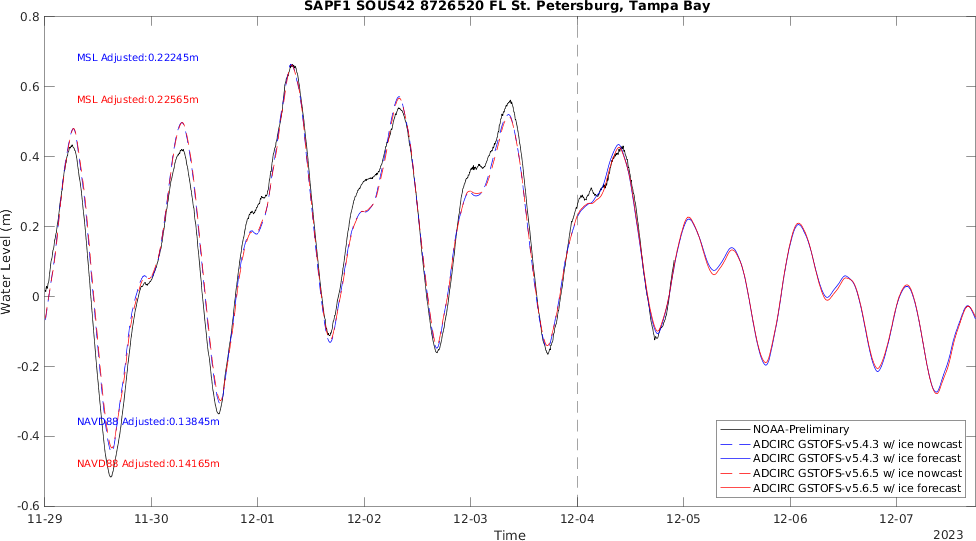 SAPF1 SOUS42 8726520 FL St. Petersburg, Tampa Bay
0.8
0.6
0.4
0.2
0
-0.2
-0.4
-0.6
Water Level (m)
MSL Adjusted:0.22245m
MSL Adjusted:0.22565m
NAVD88 Adjusted:0.13845m
NAVD88 Adjusted:0.14165m
NOAA-Preliminary
ADCIRC GSTOFS-v5.4.3 w/ ice nowcast
ADCIRC GSTOFS-v5.4.3 w/ ice forecast
ADCIRC GSTOFS-v5.6.5 w/ ice nowcast
ADCIRC GSTOFS-v5.6.5 w/ ice forecast
11-29 11-30 12-01 12-02 12-03 12-04 12-05 12-06 12-07
Time
2023